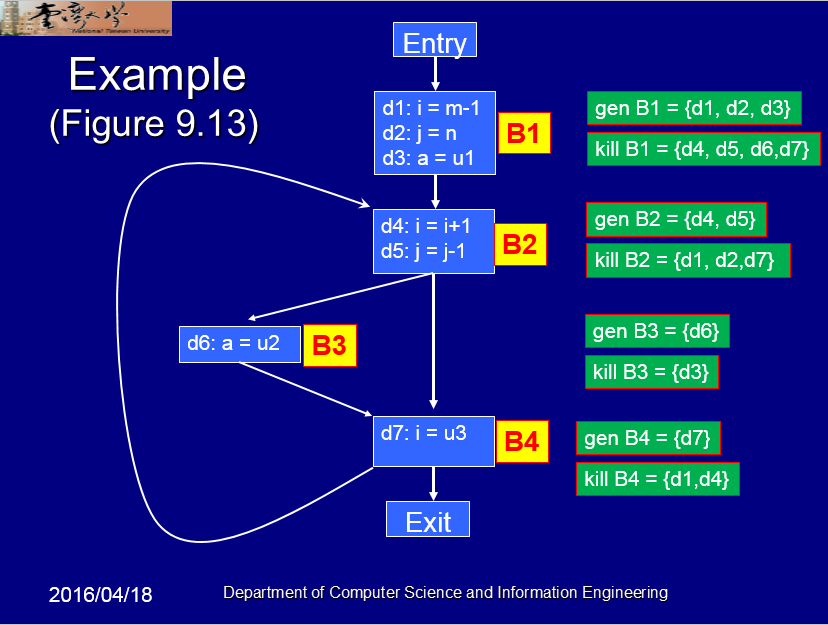 臺灣大學
National Taiwan University
Example
(Figure 9.13)
Entry
d1: i = m-1
d2: j = n
d3: a = u1
B1
gen B1 = {d1, d2, d3}
kill B1 = {d4, d5, d6,d7}
d4: i = i+1
d5: j = j-1
B2
gen B2 = {d4, d5}
kill B2 = {d1, d2,d7}
d6: a = u2
B3
gen B3 = {d6}
kill B3 = {d3}
d7: i = u3
B4
gen B4 = {d7}
kill B4 = {d1,d4}
Exit
2016/04/18
Department of Computer Science and Information Engineering